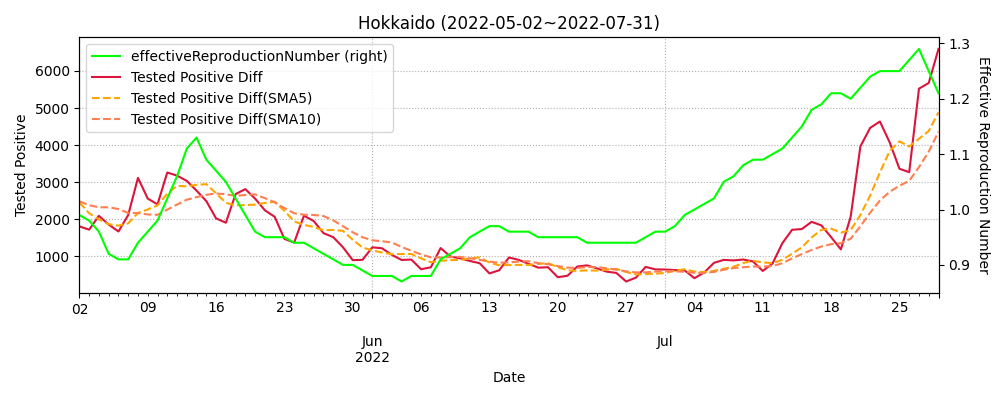 Hokkaido (2022-05-02~2022-07-31)
effectiveReproductionNumber (right)
Tested Positive Diff
Tested Positive Diff(SMA5)
Tested Positive Diff(SMA10)
Tested Positive
6000
5000
4000
3000
2000
1000
1.3
1.2
1.1
1.0
0.9
Effective Reproduction Number
02 09 16 23 30 06 13 20 27 04 11 18 25
Jun Jul
2022
Date